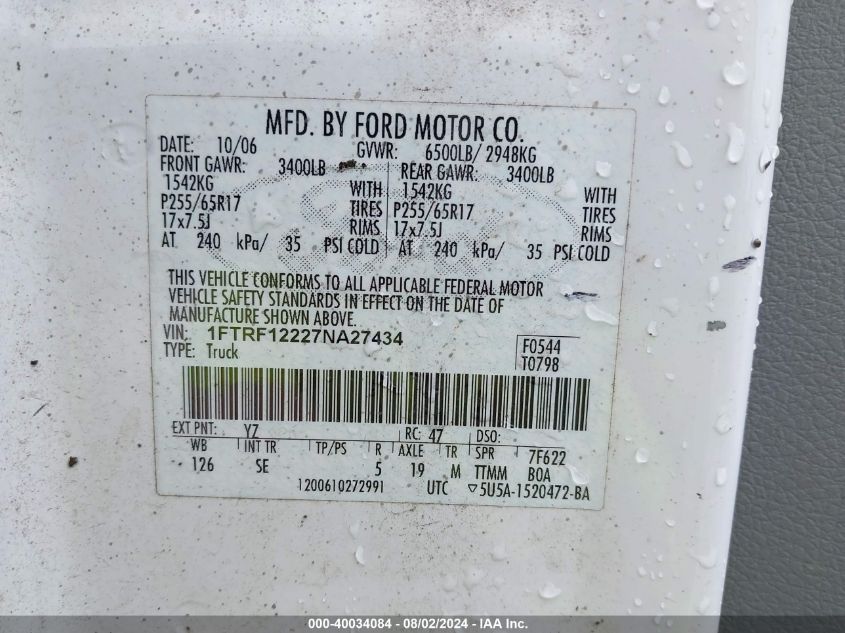 MFD. BY FORD MOTOR CO.
DATE: 10/06 GVWR: 6500LB/ 2948KG
FRONT GAWR: 3400LB REAR GAWR: 3400LB
1542KG WITH 1542KG WITH
P255/65R17 TIRES P255/65R17 TIRES
17x7.5J RIMS 17x7.5J RIMS
AT 240 kPa/ 35 PSI COLD AT 240 kPa/ 35 PSI COLD
THIS VEHICLE CONFORMS TO ALL APPLICABLE FEDERAL MOTOR
VEHICLE SAFETY STANDARDS IN EFFECT ON THE DATE OF
MANUFACTURE SHOWN ABOVE.
VIN: 1FTRF12227NA27434
TYPE: Truck
F0544
T0798
EXT PNT: YZ RC: 47 DSO:
WB INT TR TP/PS R AXLE TR SPR 7F622
126 SE 5 19 M TTMM BOA
1200610272991 UTC ▽5U5A-1520472-BA
000-40034084 - 08/02/2024 - IAA Inc.